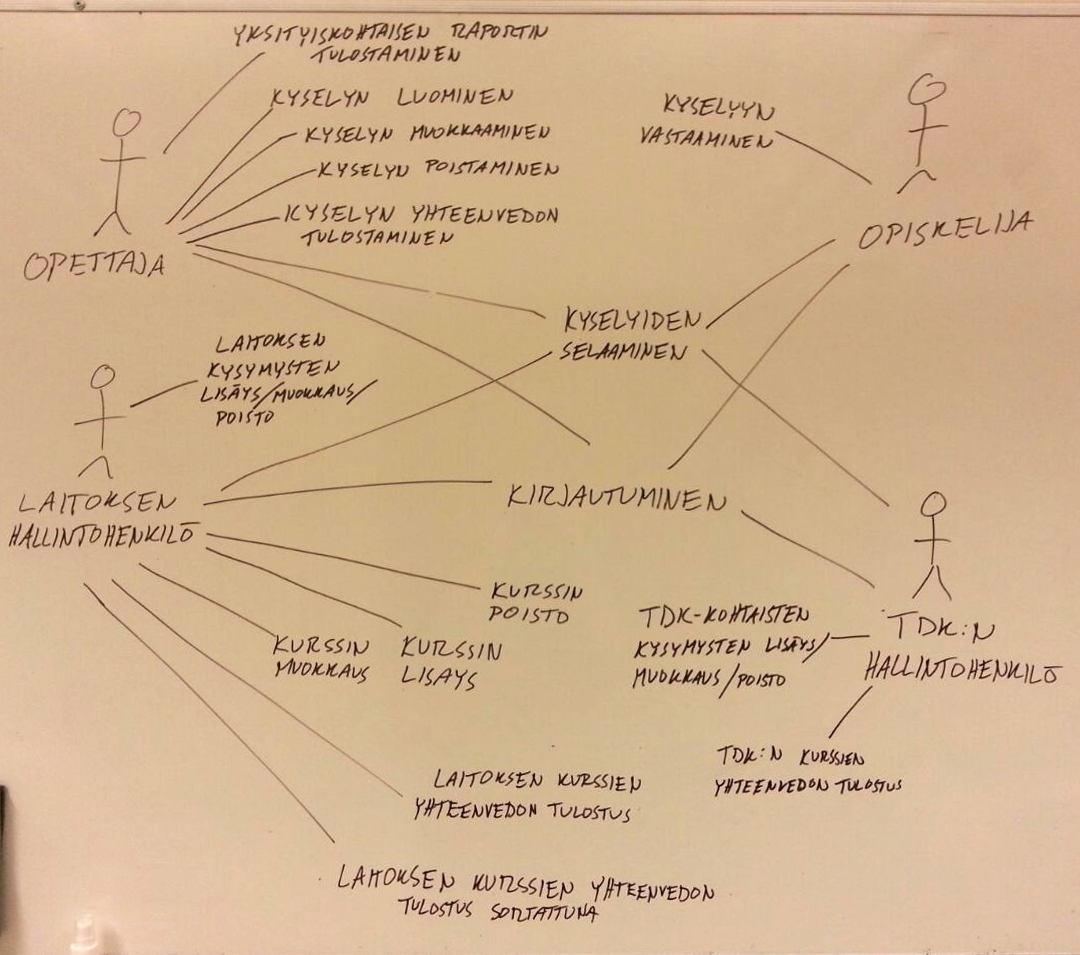 YKSITYISKOHTAISEN RAPORTIN
TULOSTAMINEN
KYSELYN LUOMINEN
KYSELYN MUOKKAAMINEN
KYSELYN POISTAMINEN
KYSELYN YHTEENVEDON
TULOSTAMINEN
OPETTAJA
KYSELYYN
VASTAAMINEN
OPISKELIJA
KYSELYIDEN
SELAAMINEN
LAITOKSEN
KYSYMYSTEN
LISÄYS/MUOKKAUS/
POISTO
LAITOKSEN
HALLINTOHENKILÖ
KIRJAUTUMINEN
KURSSIN
POISTO
KURSSIN
MUOKKAUS
KURSSIN
LISÄYS
TDK-KOHTAISTEN
KYSYMYSTEN LISÄYS/
MUOKKAUS/POISTO
TDK:N
HALLINTOHENKILÖ
TDK:N KURSSIEN
YHTEENVEDON TULOSTUS
LAITOKSEN KURSSIEN
YHTEENVEDON TULOSTUS
LAITOKSEN KURSSIEN YHTEENVEDON
TULOSTUS SORTATTUNA